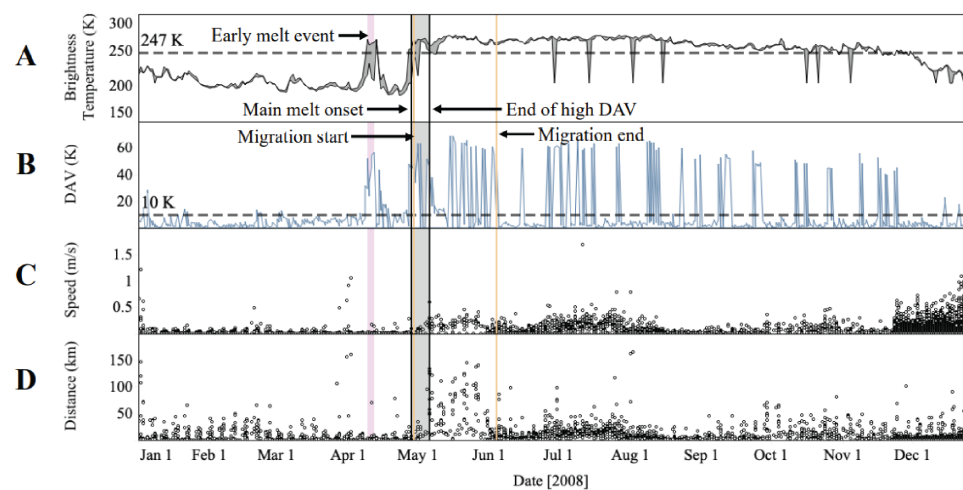 A
Brightness
Temperature (K)
300
250
200
150
247 K
Early melt event
Main melt onset
End of high DAV
Migration start
Migration end
B
DAV (K)
60
40
20
10 K
C
Speed (m/s)
1.5
1
0.5
D
Distance (km)
150
100
50
Jan 1 Feb 1 Mar 1 Apr 1 May 1 Jun 1 Jul 1 Aug 1 Sep 1 Oct 1 Nov 1 Dec 1
Date [2008]